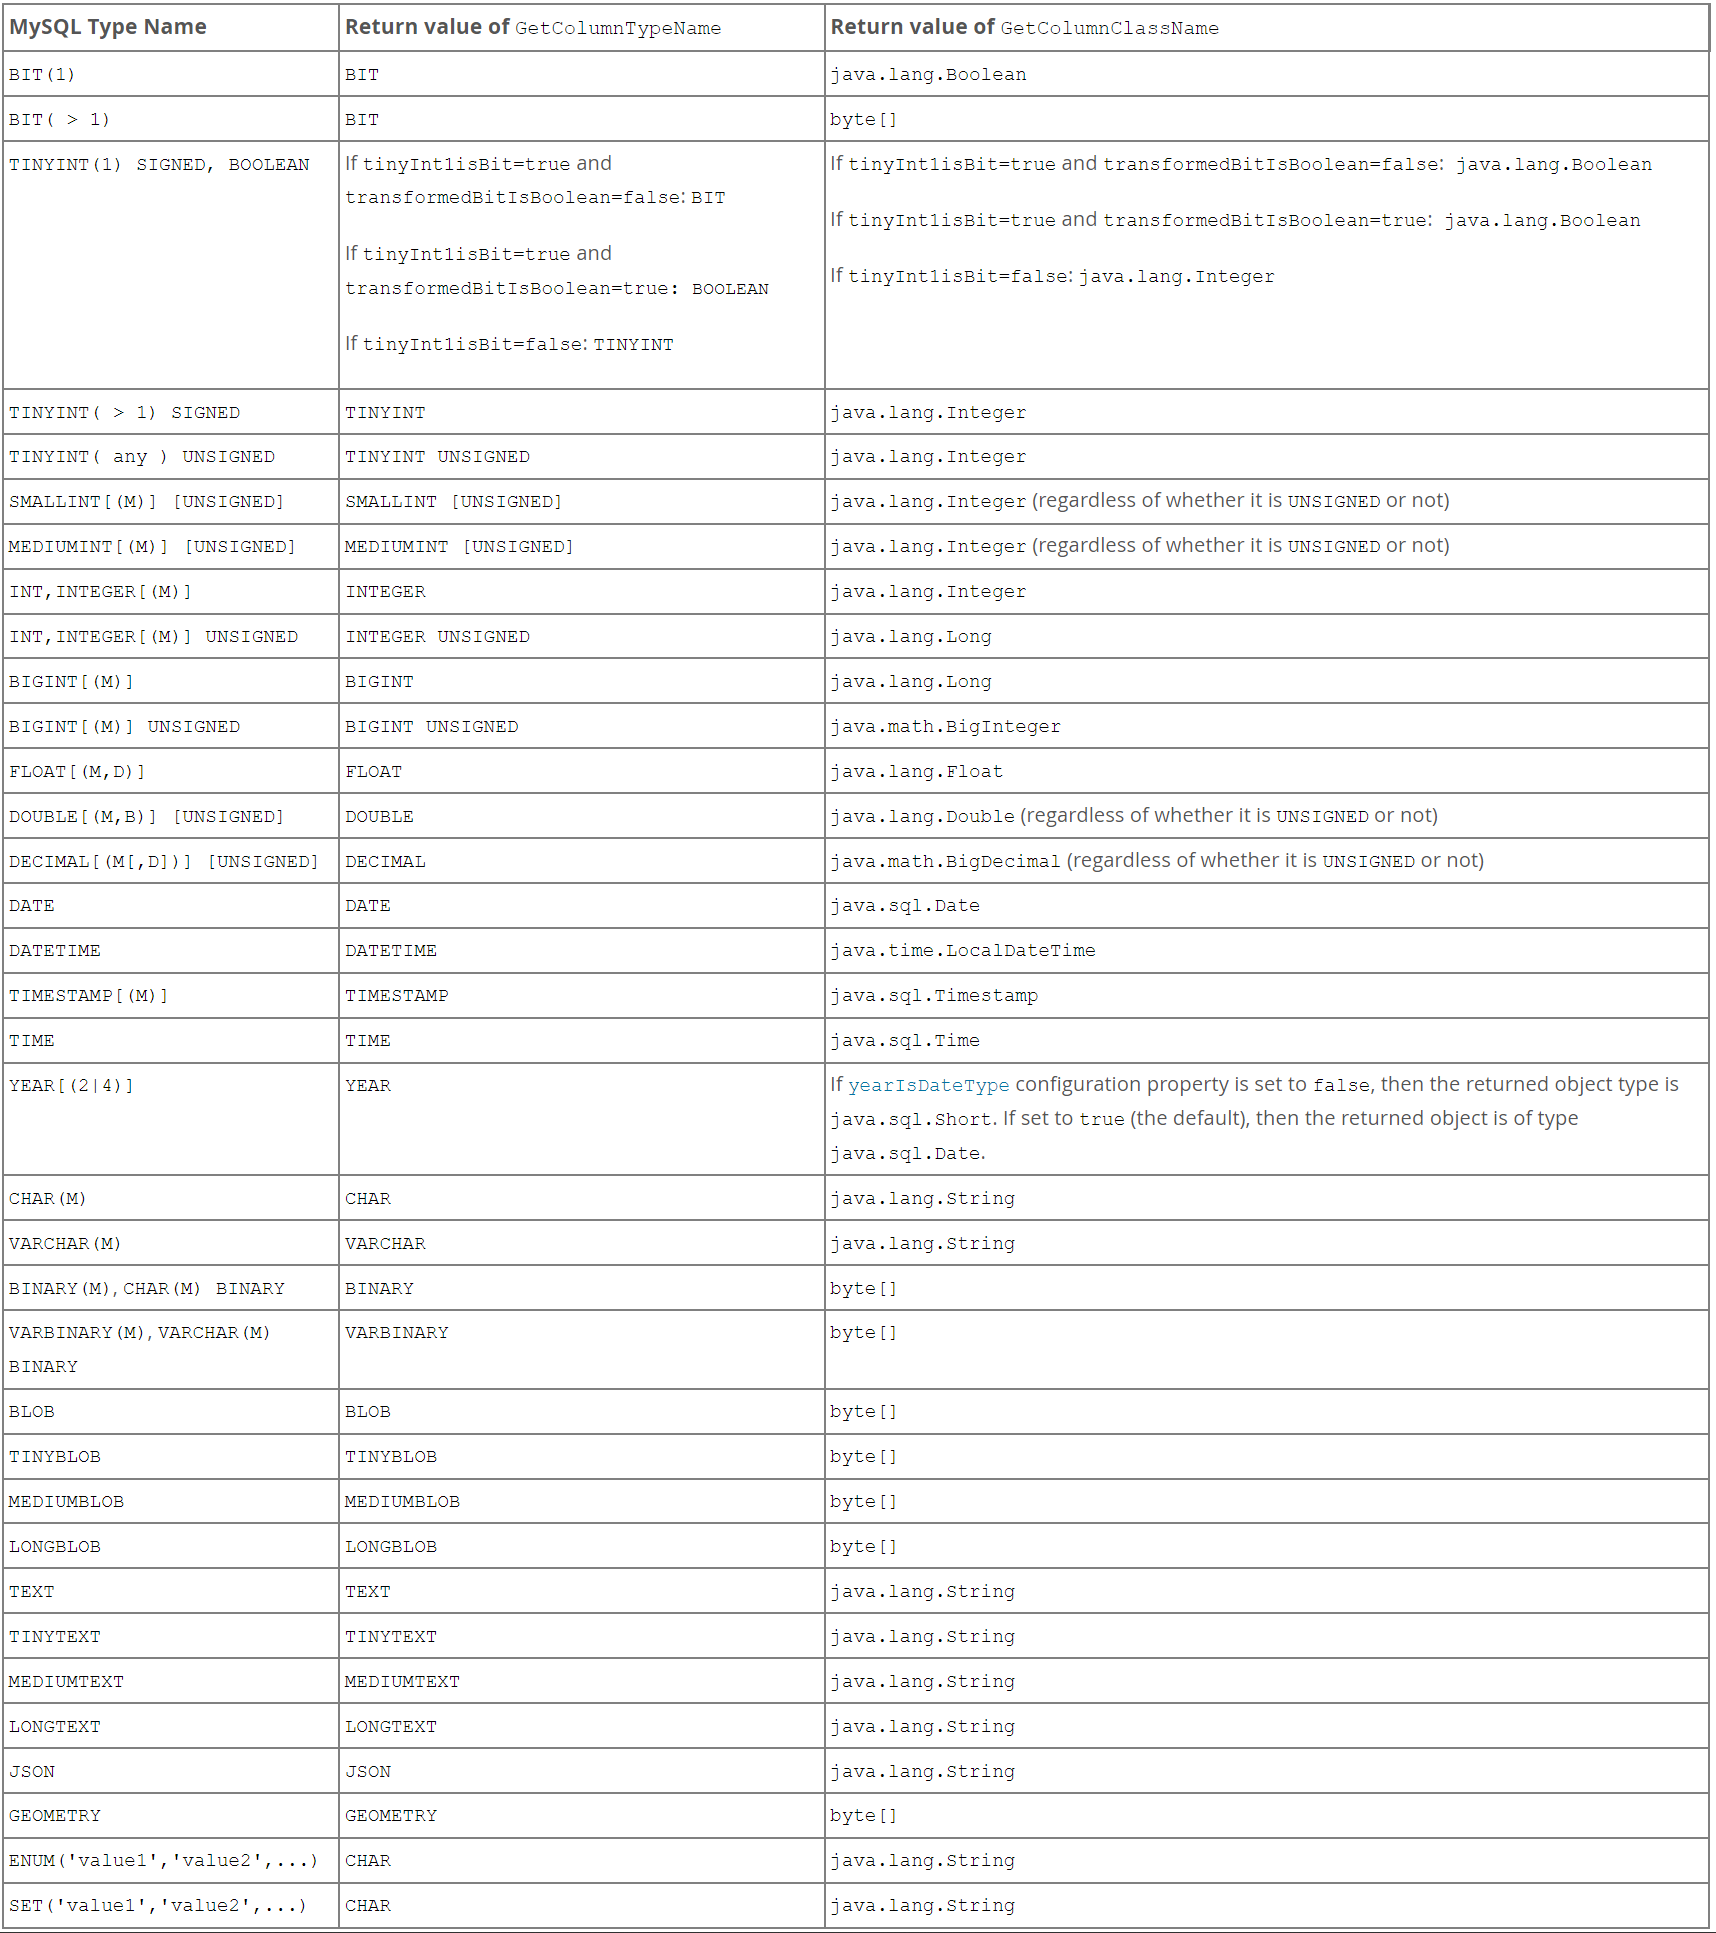 MySQL Type Name Return value of GetColumnTypeName Return value of GetColumnClassName
BIT(1) BIT java.lang.Boolean
BIT( > 1) BIT byte[]
TINYINT(1) SIGNED, BOOLEAN If tinyInt1isBit=true and If tinyInt1isBit=true and transformedBitIsBoolean=false: java.lang.Boolean
transformedBitIsBoolean=false: BIT
If tinyInt1isBit=true and transformedBitIsBoolean=true: java.lang.Boolean
If tinyInt1isBit=true and
If tinyInt1isBit=false: java.lang.Integer
transformedBitIsBoolean=true: BOOLEAN
If tinyInt1isBit=false: TINYINT
TINYINT( > 1) SIGNED TINYINT java.lang.Integer
TINYINT( any ) UNSIGNED TINYINT UNSIGNED java.lang.Integer
SMALLINT[(M)] [UNSIGNED] SMALLINT [UNSIGNED] java.lang.Integer (regardless of whether it is UNSIGNED or not)
MEDIUMINT[(M)] [UNSIGNED] MEDIUMINT [UNSIGNED] java.lang.Integer (regardless of whether it is UNSIGNED or not)
INT,INTEGER[(M)] INTEGER java.lang.Integer
INT,INTEGER[(M)] UNSIGNED INTEGER UNSIGNED java.lang.Long
BIGINT[(M)] BIGINT java.lang.Long
BIGINT[(M)] UNSIGNED BIGINT UNSIGNED java.math.BigInteger
FLOAT[(M,D)] FLOAT java.lang.Float
DOUBLE[(M,B)] [UNSIGNED] DOUBLE java.lang.Double (regardless of whether it is UNSIGNED or not)
DECIMAL[(M[,D])] [UNSIGNED] DECIMAL java.math.BigDecimal (regardless of whether it is UNSIGNED or not)
DATE DATE java.sql.Date
DATETIME DATETIME java.time.LocalDateTime
TIMESTAMP[(M)] TIMESTAMP java.sql.Timestamp
TIME TIME java.sql.Time
YEAR[(2|4)] YEAR If yearIsDateType configuration property is set to false, then the returned object type is
java.sql.Short. If set to true (the default), then the returned object is of type
java.sql.Date.
CHAR(M) CHAR java.lang.String
VARCHAR(M) VARCHAR java.lang.String
BINARY(M),CHAR(M) BINARY BINARY byte[]
VARBINARY(M),VARCHAR(M) VARBINARY byte[]
BINARY
BLOB BLOB byte[]
TINYBLOB TINYBLOB byte[]
MEDIUMBLOB MEDIUMBLOB byte[]
LONGBLOB LONGBLOB byte[]
TEXT TEXT java.lang.String
TINYTEXT TINYTEXT java.lang.String
MEDIUMTEXT MEDIUMTEXT java.lang.String
LONGTEXT LONGTEXT java.lang.String
JSON JSON java.lang.String
GEOMETRY GEOMETRY byte[]
ENUM('value1','value2',...) CHAR java.lang.String
SET('value1','value2',...) CHAR java.lang.String